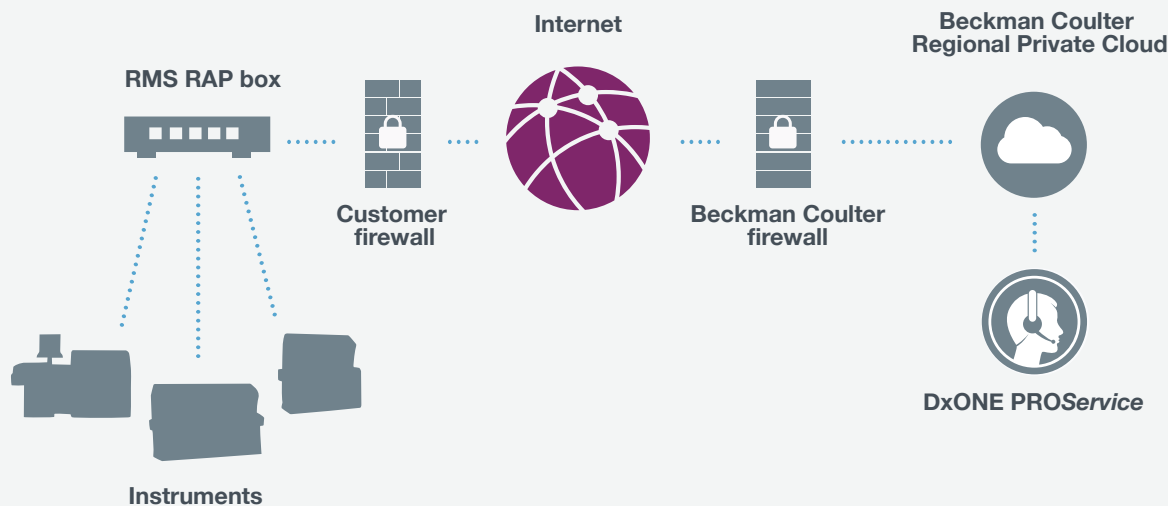 Internet
Beckman Coulter
Regional Private Cloud
RMS RAP box
Customer
firewall
Beckman Coulter
firewall
DxONE PROService
Instruments